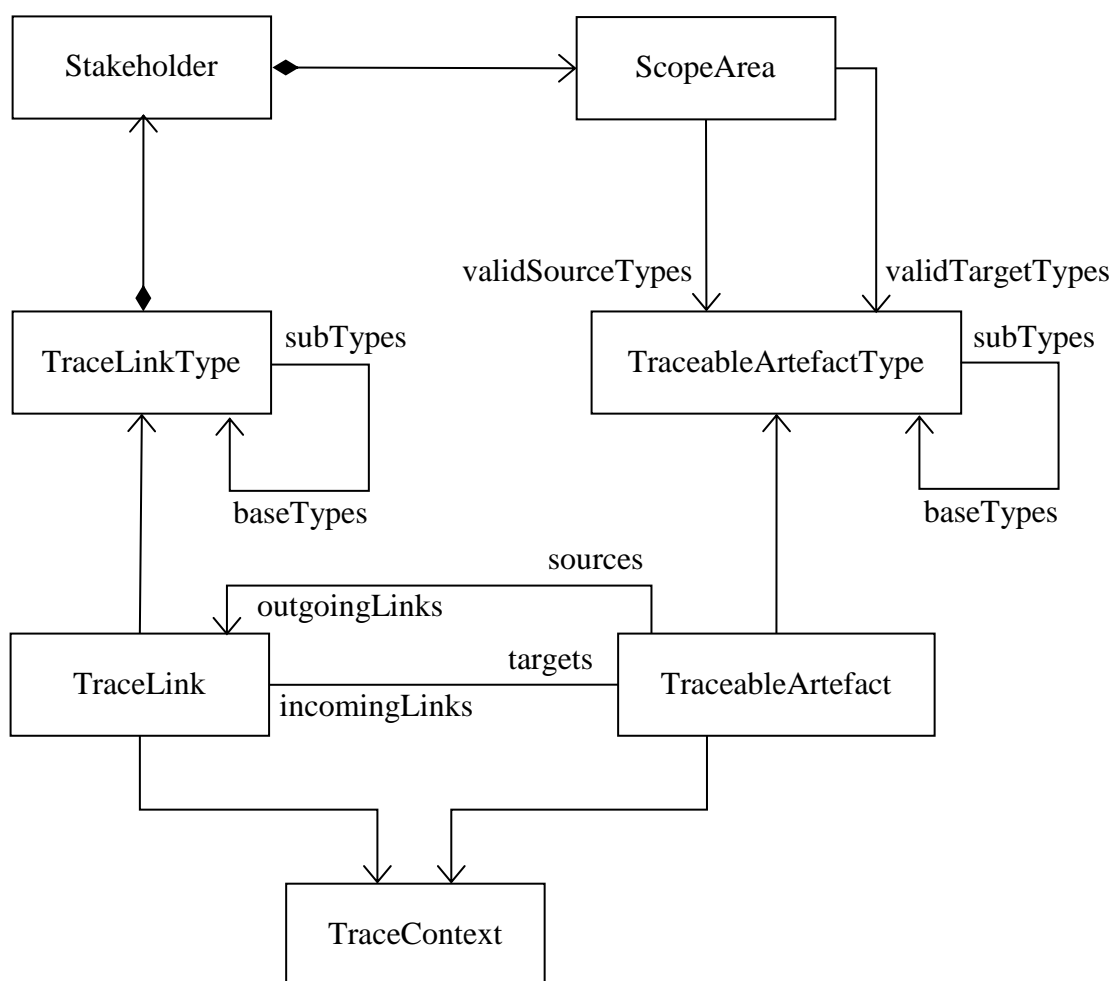 Stakeholder
ScopeArea
validSourceTypes
validTargetTypes
TraceLinkType
subTypes
baseTypes
TraceableArtefactType
subTypes
baseTypes
sources
outgoingLinks
TraceLink
targets
incomingLinks
TraceableArtefact
TraceContext